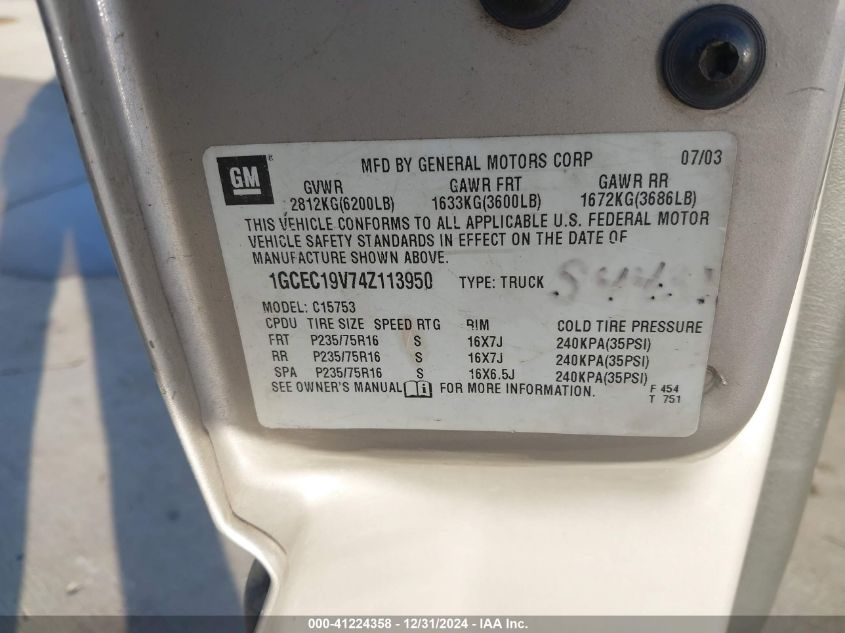 GM ® MFD BY GENERAL MOTORS CORP 07/03
GVWR GAWR FRT GAWR RR
2812KG(6200LB) 1633KG(3600LB) 1672KG(3686LB)
THIS VEHICLE CONFORMS TO ALL APPLICABLE U.S. FEDERAL MOTOR
VEHICLE SAFETY STANDARDS IN EFFECT ON THE DATE OF
MANUFACTURE SHOWN ABOVE.
1GCEC19V74Z113950 TYPE: TRUCK
MODEL: C15753
CPDU TIRE SIZE SPEED RTG RIM COLD TIRE PRESSURE
FRT P235/75R16 S 16X7J 240KPA(35PSI)
RR P235/75R16 S 16X7J 240KPA(35PSI)
SPA P235/75R16 S 16X6.5J 240KPA(35PSI)
SEE OWNER'S MANUAL FOR MORE INFORMATION. F 454
T 751
000-41224358 - 12/31/2024 - IAA Inc.